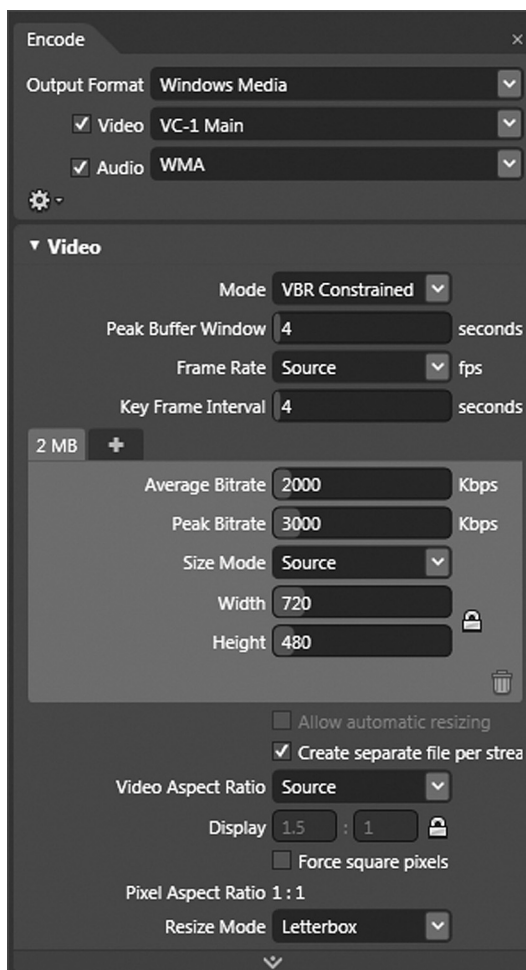 Encode
Output Format Windows Media
Video VC-1 Main
Audio WMA
Video
Mode VBR Constrained
Peak Buffer Window 4 seconds
Frame Rate Source fps
Key Frame Interval 4 seconds
2 MB
Average Bitrate 2000 Kbps
Peak Bitrate 3000 Kbps
Size Mode Source
Width 720
Height 480
Allow automatic resizing
Create separate file per strea
Video Aspect Ratio Source
Display 1.5 : 1
Force square pixels
Pixel Aspect Ratio 1 : 1
Resize Mode Letterbox